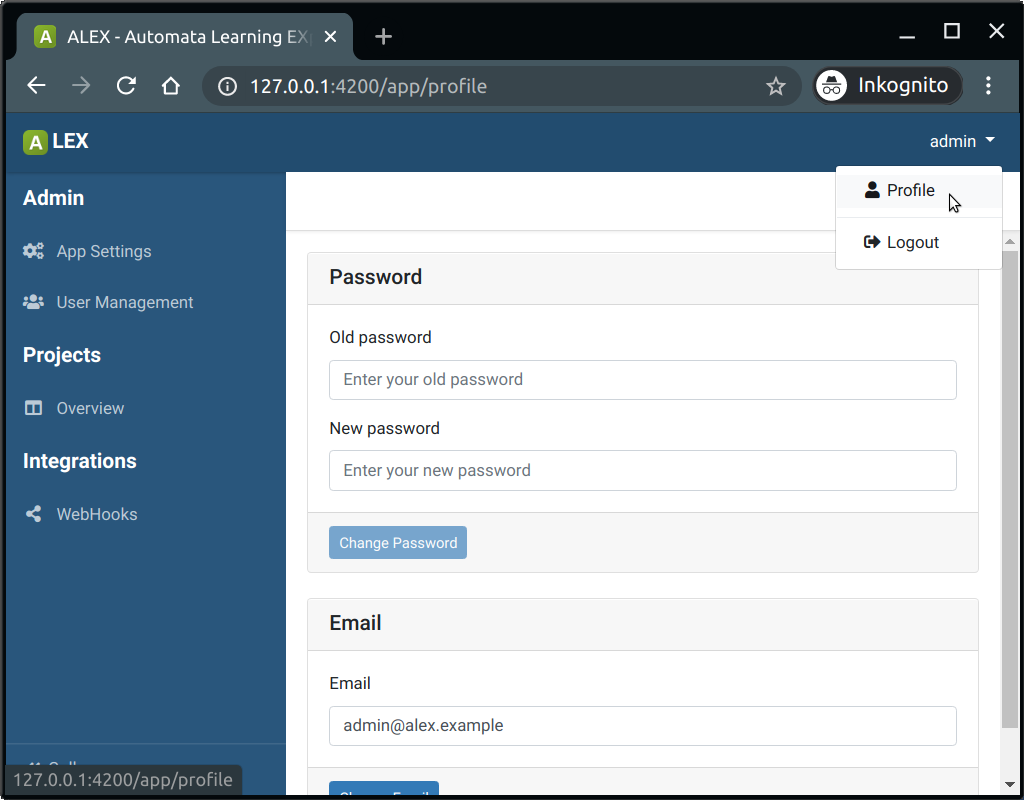 ALEX - Automata Learning EX
127.0.0.1:4200/app/profile
Inkognito
A LEX
admin
Profile
Logout
Admin
App Settings
User Management
Projects
Overview
Integrations
WebHooks
Password
Old password
Enter your old password
New password
Enter your new password
Change Password
Email
Email
admin@alex.example
Change Email
127.0.0.1:4200/app/profile